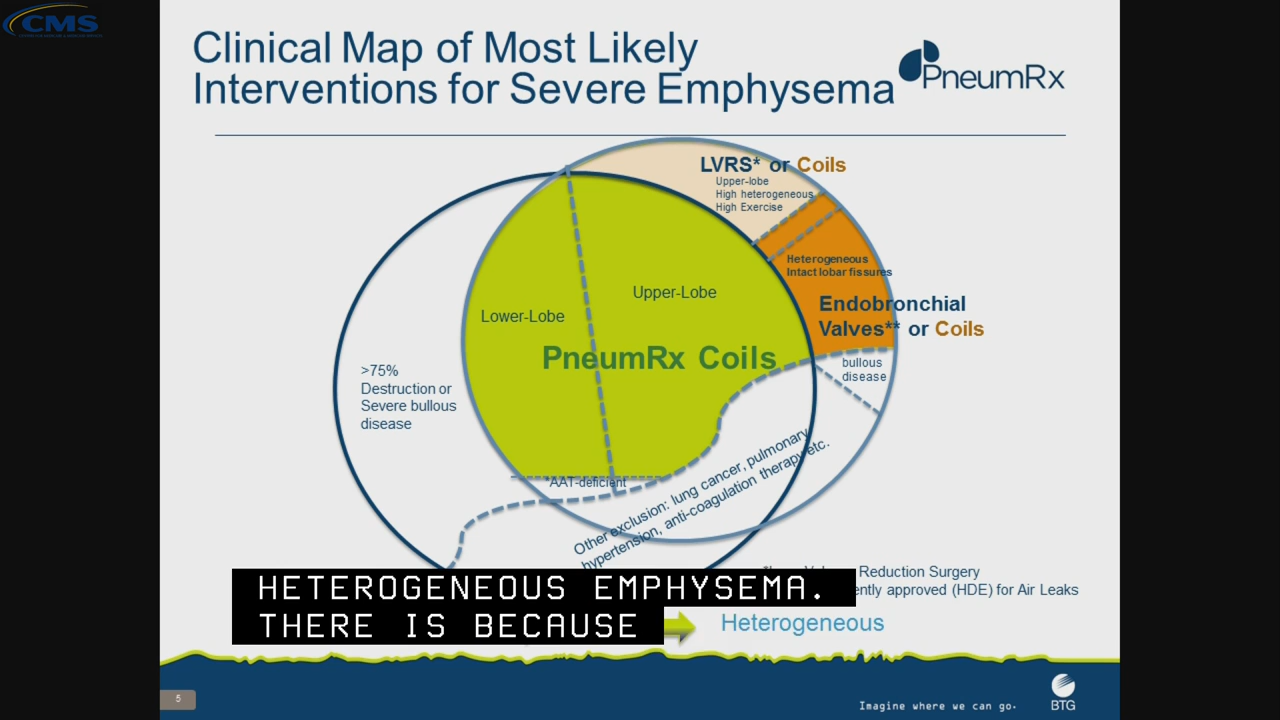 CMS
Clinical Map of Most Likely
Interventions for Severe Emphysema
PneumRx
LVRS* or Coils
Upper-lobe
High heterogeneous
High Exercise
Heterogeneous
Intact lobar fissures
Endobronchial
Valves** or Coils
Upper-Lobe
Lower-Lobe
PneumRx Coils
bullous
disease
>75%
Destruction or
Severe bullous
disease
*AAT-deficient
Other exclusion: lung cancer, pulmonary
hypertension, anti-coagulation therapy etc.
Reduction Surgery
ently approved (HDE) for Air Leaks
HETEROGENEOUS EMPHYSEMA.
THERE IS BECAUSE
Heterogeneous
5
Imagine where we can go.
BTG